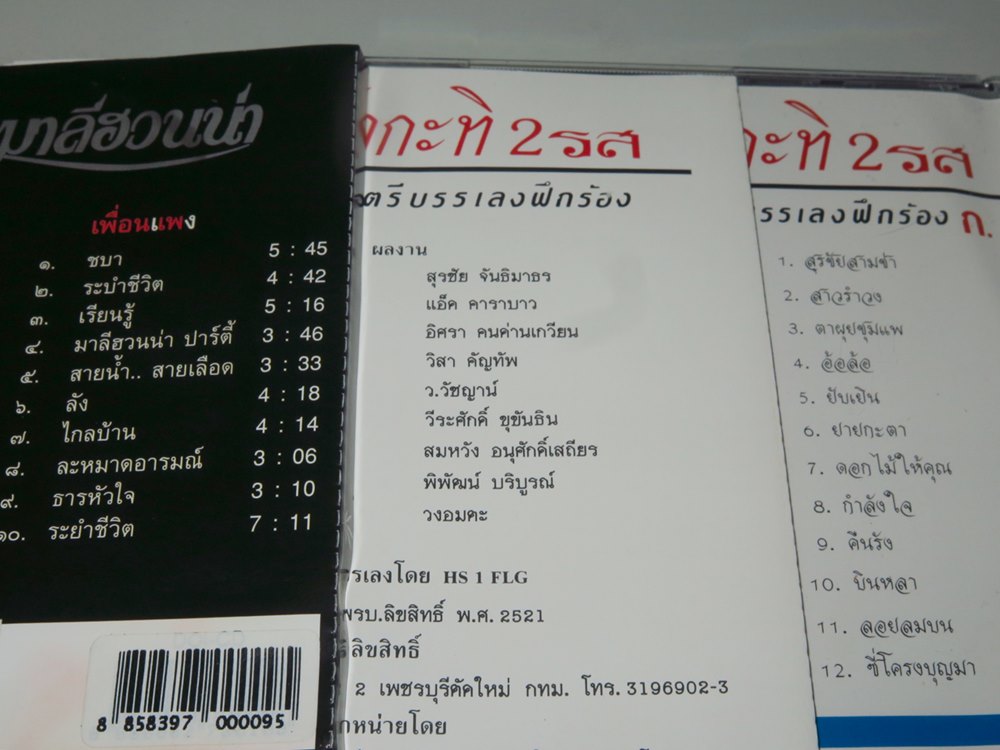 มาลีฮวนน่า
เพื่อนแพง
๑. ชบา 5 : 45
๒. ระบำชีวิต 4 : 42
๓. เรียนรู้ 5 : 16
๔. มาลีฮวนน่า ปาร์ตี้ 3 : 46
๕. สายน้ำ.. สายเลือด 3 : 33
๖. ลัง 4 : 18
๗. ไกลบ้าน 4 : 14
๘. ละหมาดอารมณ์ 3 : 06
๙. ธารหัวใจ 3 : 10
๑๐. ระยำชีวิต 7 : 11
8 858397 000095
กะทิ 2 รส
ตรีบรรเลงฝึกร้อง
ผลงาน
สุรชัย จันธิมาธร
แอ็ค คาราบาว
อิศรา คนค่านเกวียน
วิสา คัญทัพ
ว.วัชญาน์
วีระศักดิ์ ขุขันธิน
สมหวัง อนุศักดิ์เสถียร
พิพัฒน์ บริบูรณ์
วงอมตะ
รเลงโดย HS 1 FLG
พรบ.ลิขสิทธิ์ พ.ศ. 2521
ลิขสิทธิ์
2 เพชรบุรีตัดใหม่ กทม. โทร. 3196902-3
กหน่ายโดย
ะทิ 2 รส
รรเลงฝึกร้อง ก.
1. สุรชัยสามช่า
2. สาวรำวง
3. ตาผุยชุมแพ
4. อ้อล้อ
5. ยับเยิน
6. ยายกะตา
7. ดอกไม้ให้คุณ
8. กำลังใจ
9. คืนรัง
10. บินหลา
11. ลอยลมบน
12. ขี่โครงบุญมา